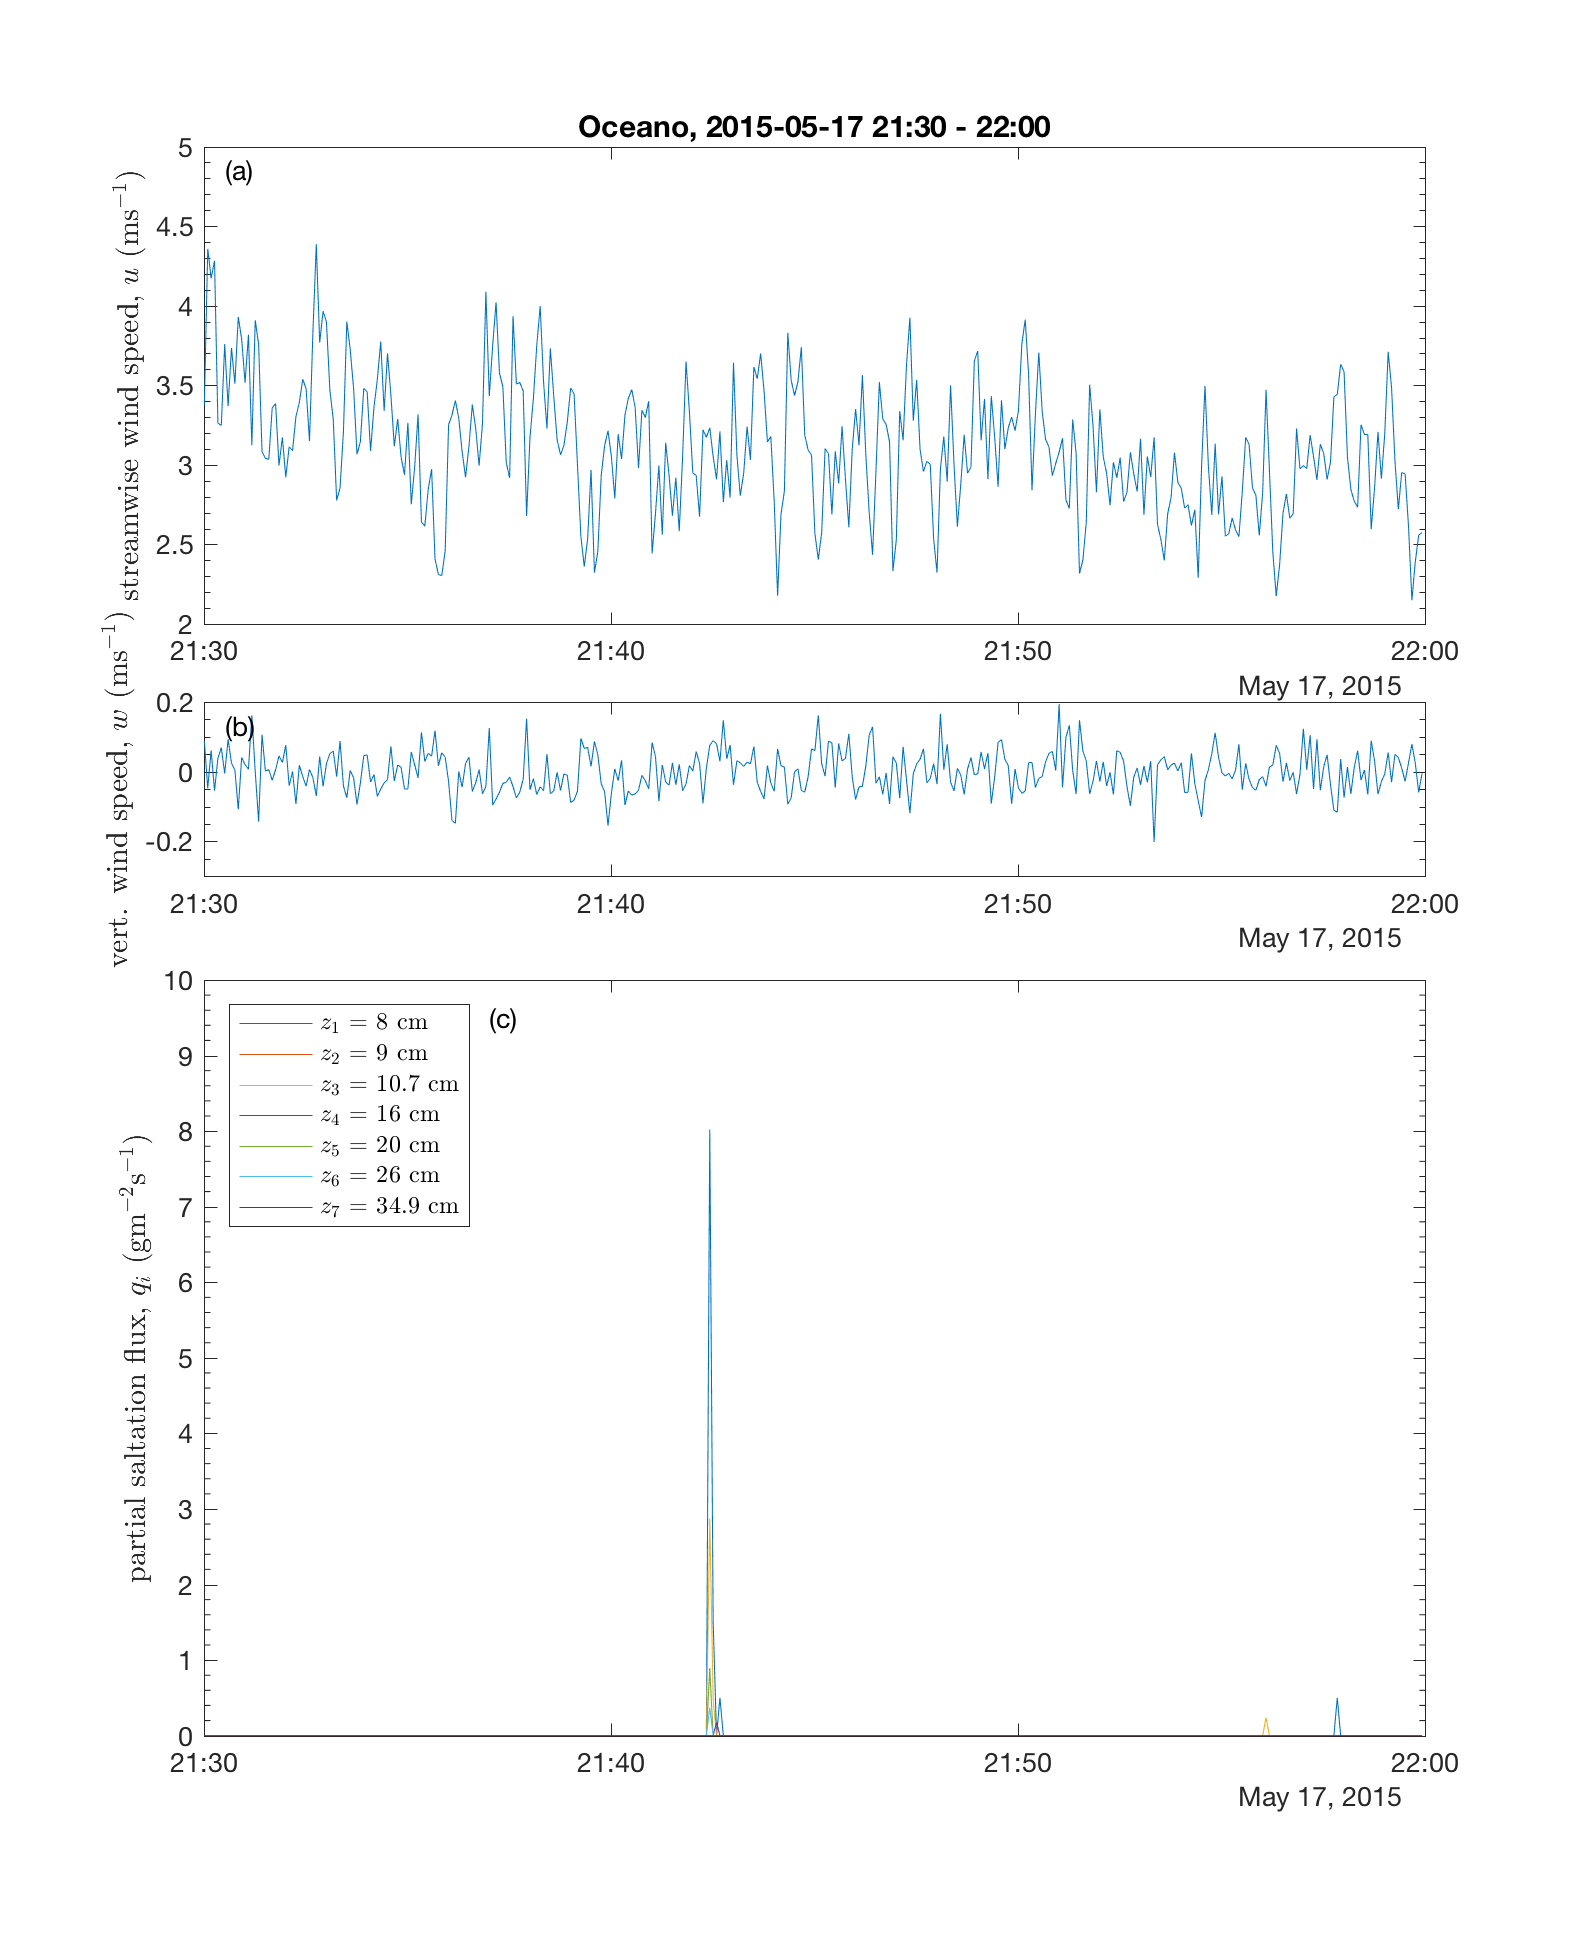 Oceano, 2015-05-17 21:30 - 22:00
(a)
streamwise wind speed, u (ms⁻¹)
5
4.5
4
3.5
3
2.5
2
21:30 21:40 21:50 22:00
May 17, 2015
(b)
vert. wind speed, w (ms⁻¹)
0.2
0
-0.2
21:30 21:40 21:50 22:00
May 17, 2015
(c)
partial saltation flux, qᵢ (gm⁻²s⁻¹)
10
9
8
7
6
5
4
3
2
1
0
z₁ = 8 cm
z₂ = 9 cm
z₃ = 10.7 cm
z₄ = 16 cm
z₅ = 20 cm
z₆ = 26 cm
z₇ = 34.9 cm
21:30 21:40 21:50 22:00
May 17, 2015